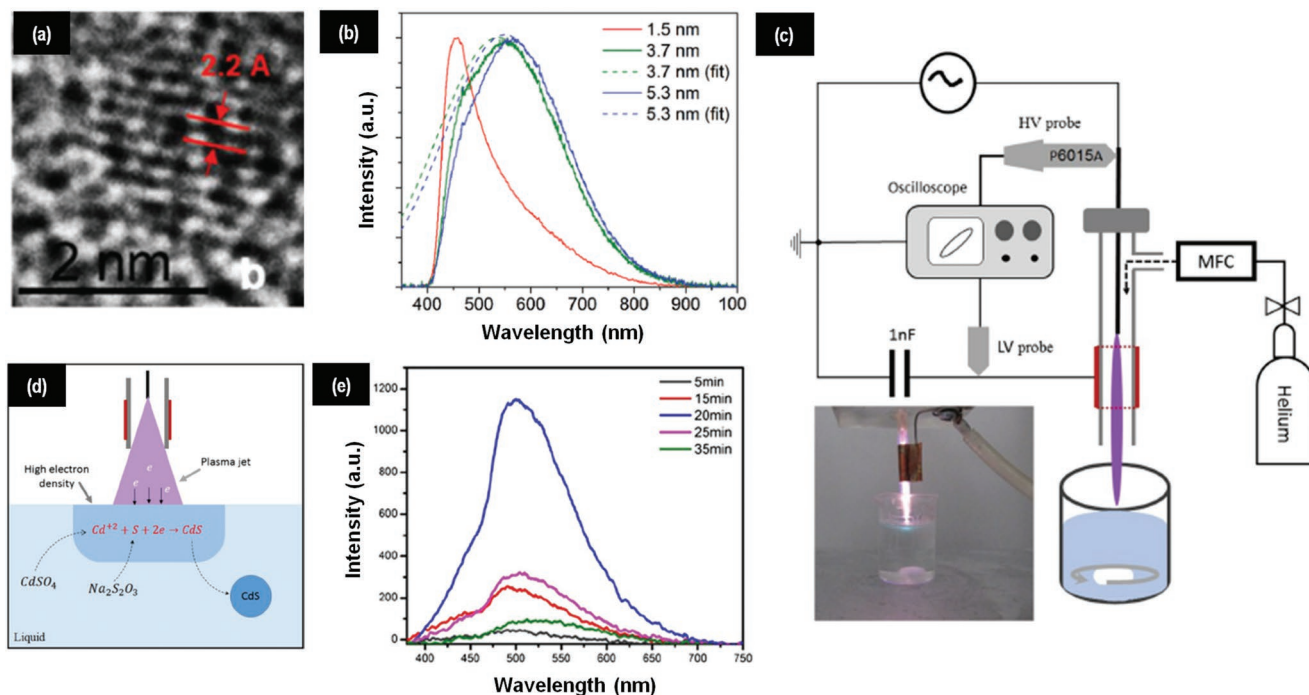 (a)
2.2 A
2 nm
b
(b)
Intensity (a.u.)
1.5 nm
3.7 nm
3.7 nm (fit)
5.3 nm
5.3 nm (fit)
400 500 600 700 800 900 100
Wavelength (nm)
(c)
HV probe
P6015A
Oscilloscope
MFC
1nF
LV probe
Helium
(d)
High electron
density
Plasma jet
e
e e
Cd⁺² + S + 2e → CdS
CdSO₄
Na₂S₂O₃
CdS
Liquid
(e)
Intensity (a.u.)
1200
1000
800
600
400
200
0
5min
15min
20min
25min
35min
400 450 500 550 600 650 700 750
Wavelength (nm)